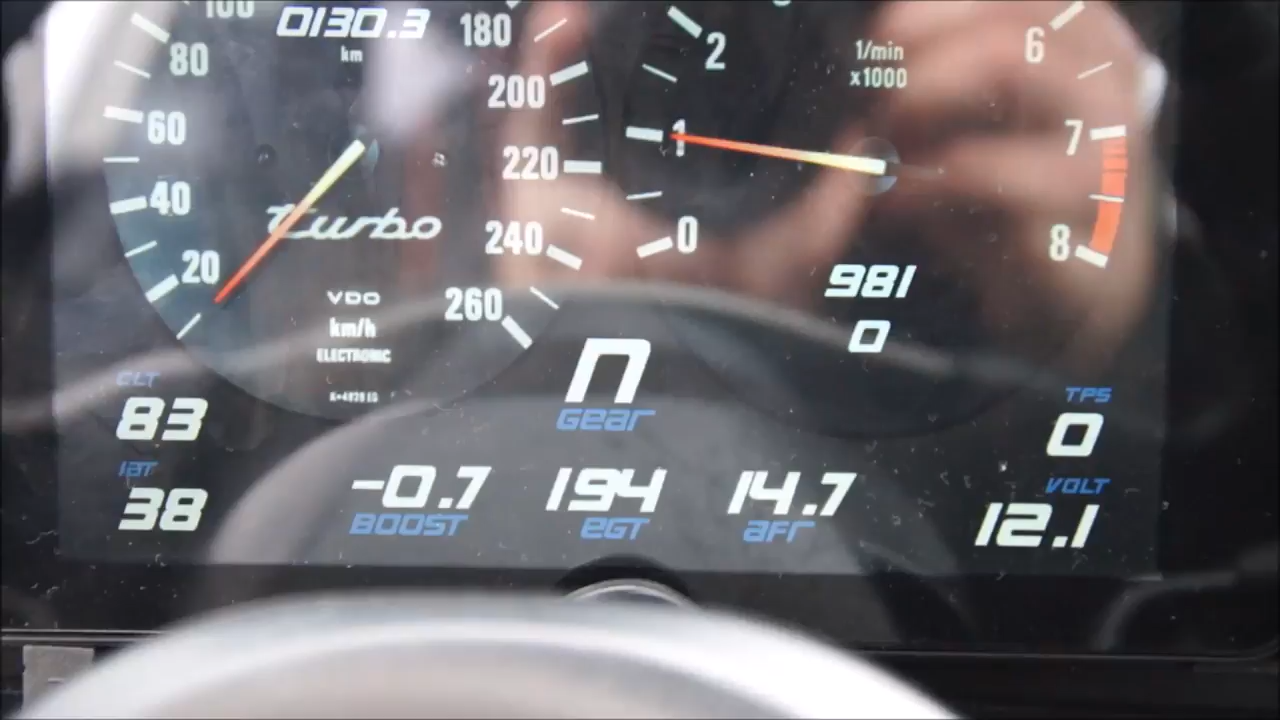 100
0130.3
km
80
180
60
200
40
220
turbo
20
240
VDO
260
km/h
ELECTRONIC
2
1/min
x1000
6
1
7
0
8
981
0
n
Gear
CLT
83
IAT
38
-0.7
BOOST
194
EGT
14.7
AFR
TPS
0
VOLT
12.1